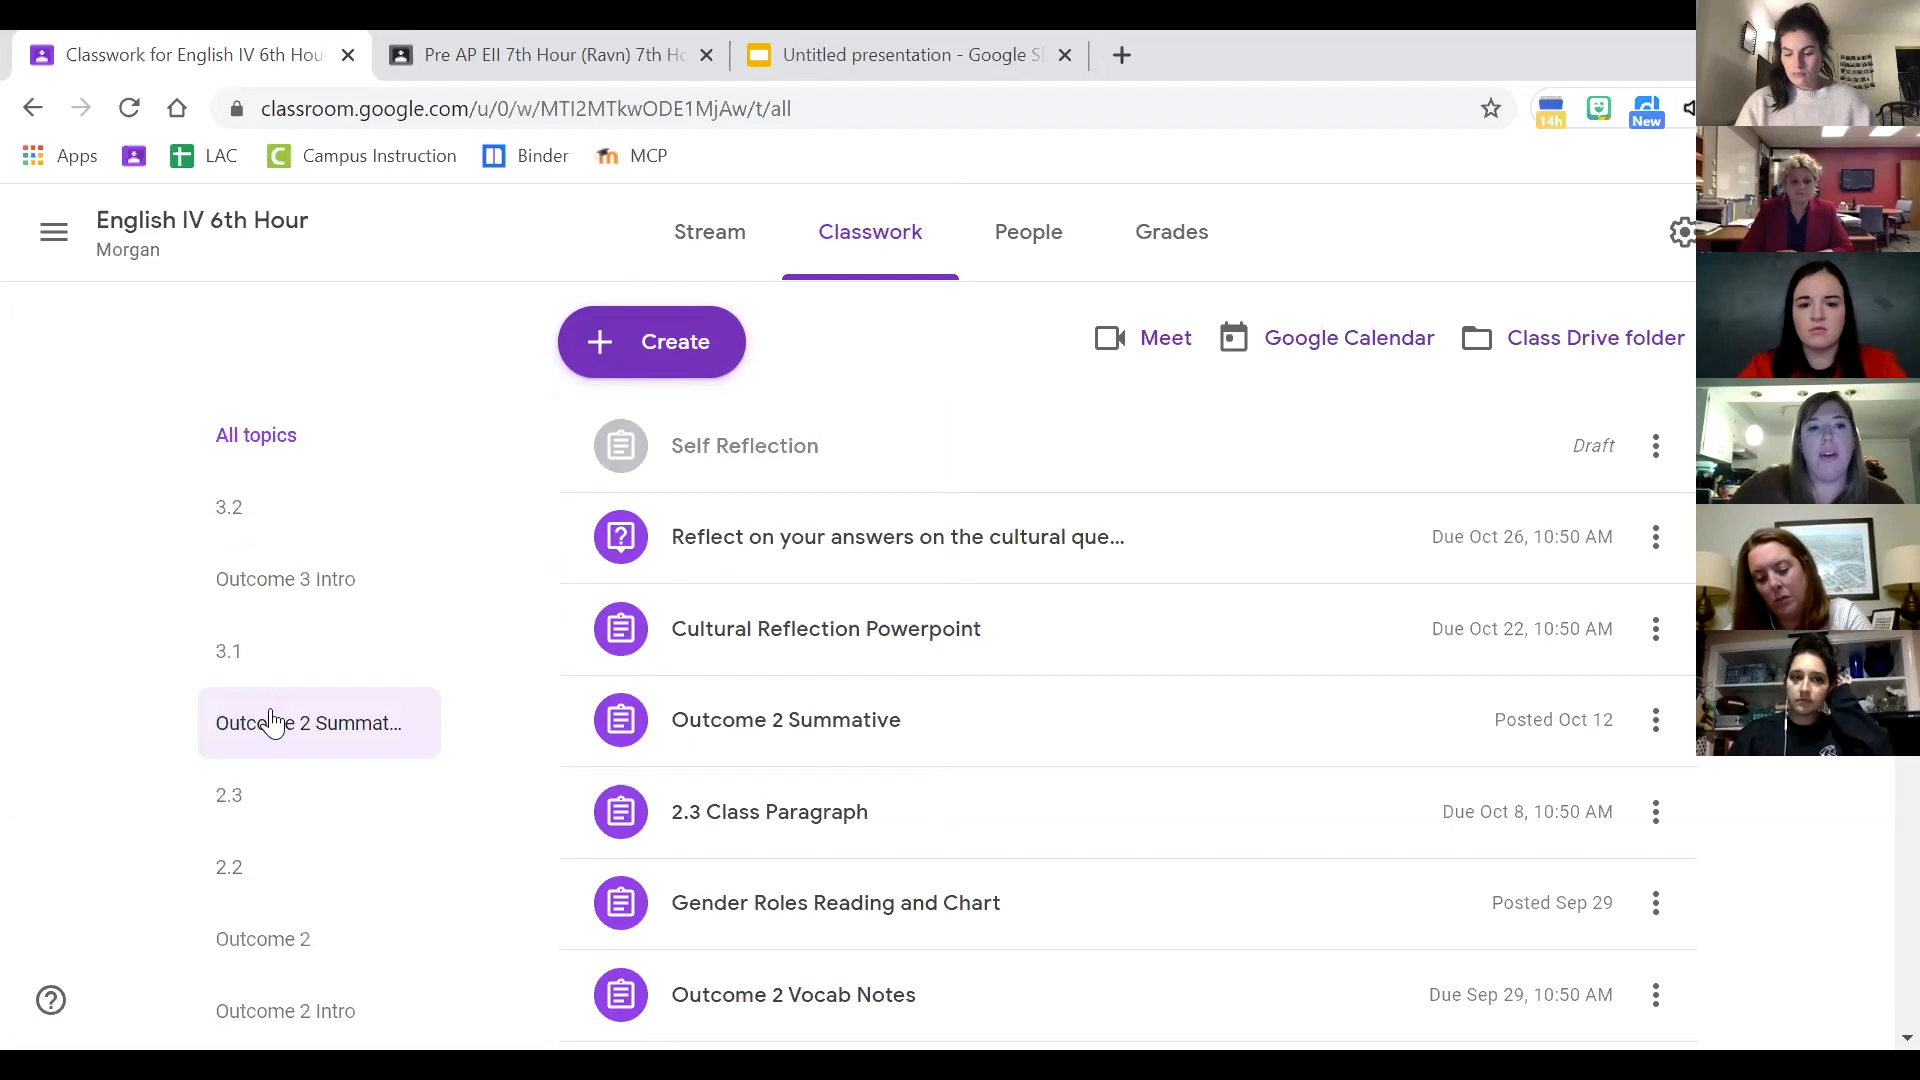 Classwork for English IV 6th Hou
Pre AP EII 7th Hour (Ravn) 7th Ho
Untitled presentation - Google Sl
classroom.google.com/u/0/w/MTI2MTkwODE1MjAw/t/all
14h
New
Apps
LAC
Campus Instruction
Binder
MCP
English IV 6th Hour
Morgan
Stream
Classwork
People
Grades
Create
Meet
Google Calendar
Class Drive folder
All topics
3.2
Outcome 3 Intro
3.1
Outcome 2 Summat...
2.3
2.2
Outcome 2
Outcome 2 Intro
Self Reflection
Draft
Reflect on your answers on the cultural que...
Due Oct 26, 10:50 AM
Cultural Reflection Powerpoint
Due Oct 22, 10:50 AM
Outcome 2 Summative
Posted Oct 12
2.3 Class Paragraph
Due Oct 8, 10:50 AM
Gender Roles Reading and Chart
Posted Sep 29
Outcome 2 Vocab Notes
Due Sep 29, 10:50 AM